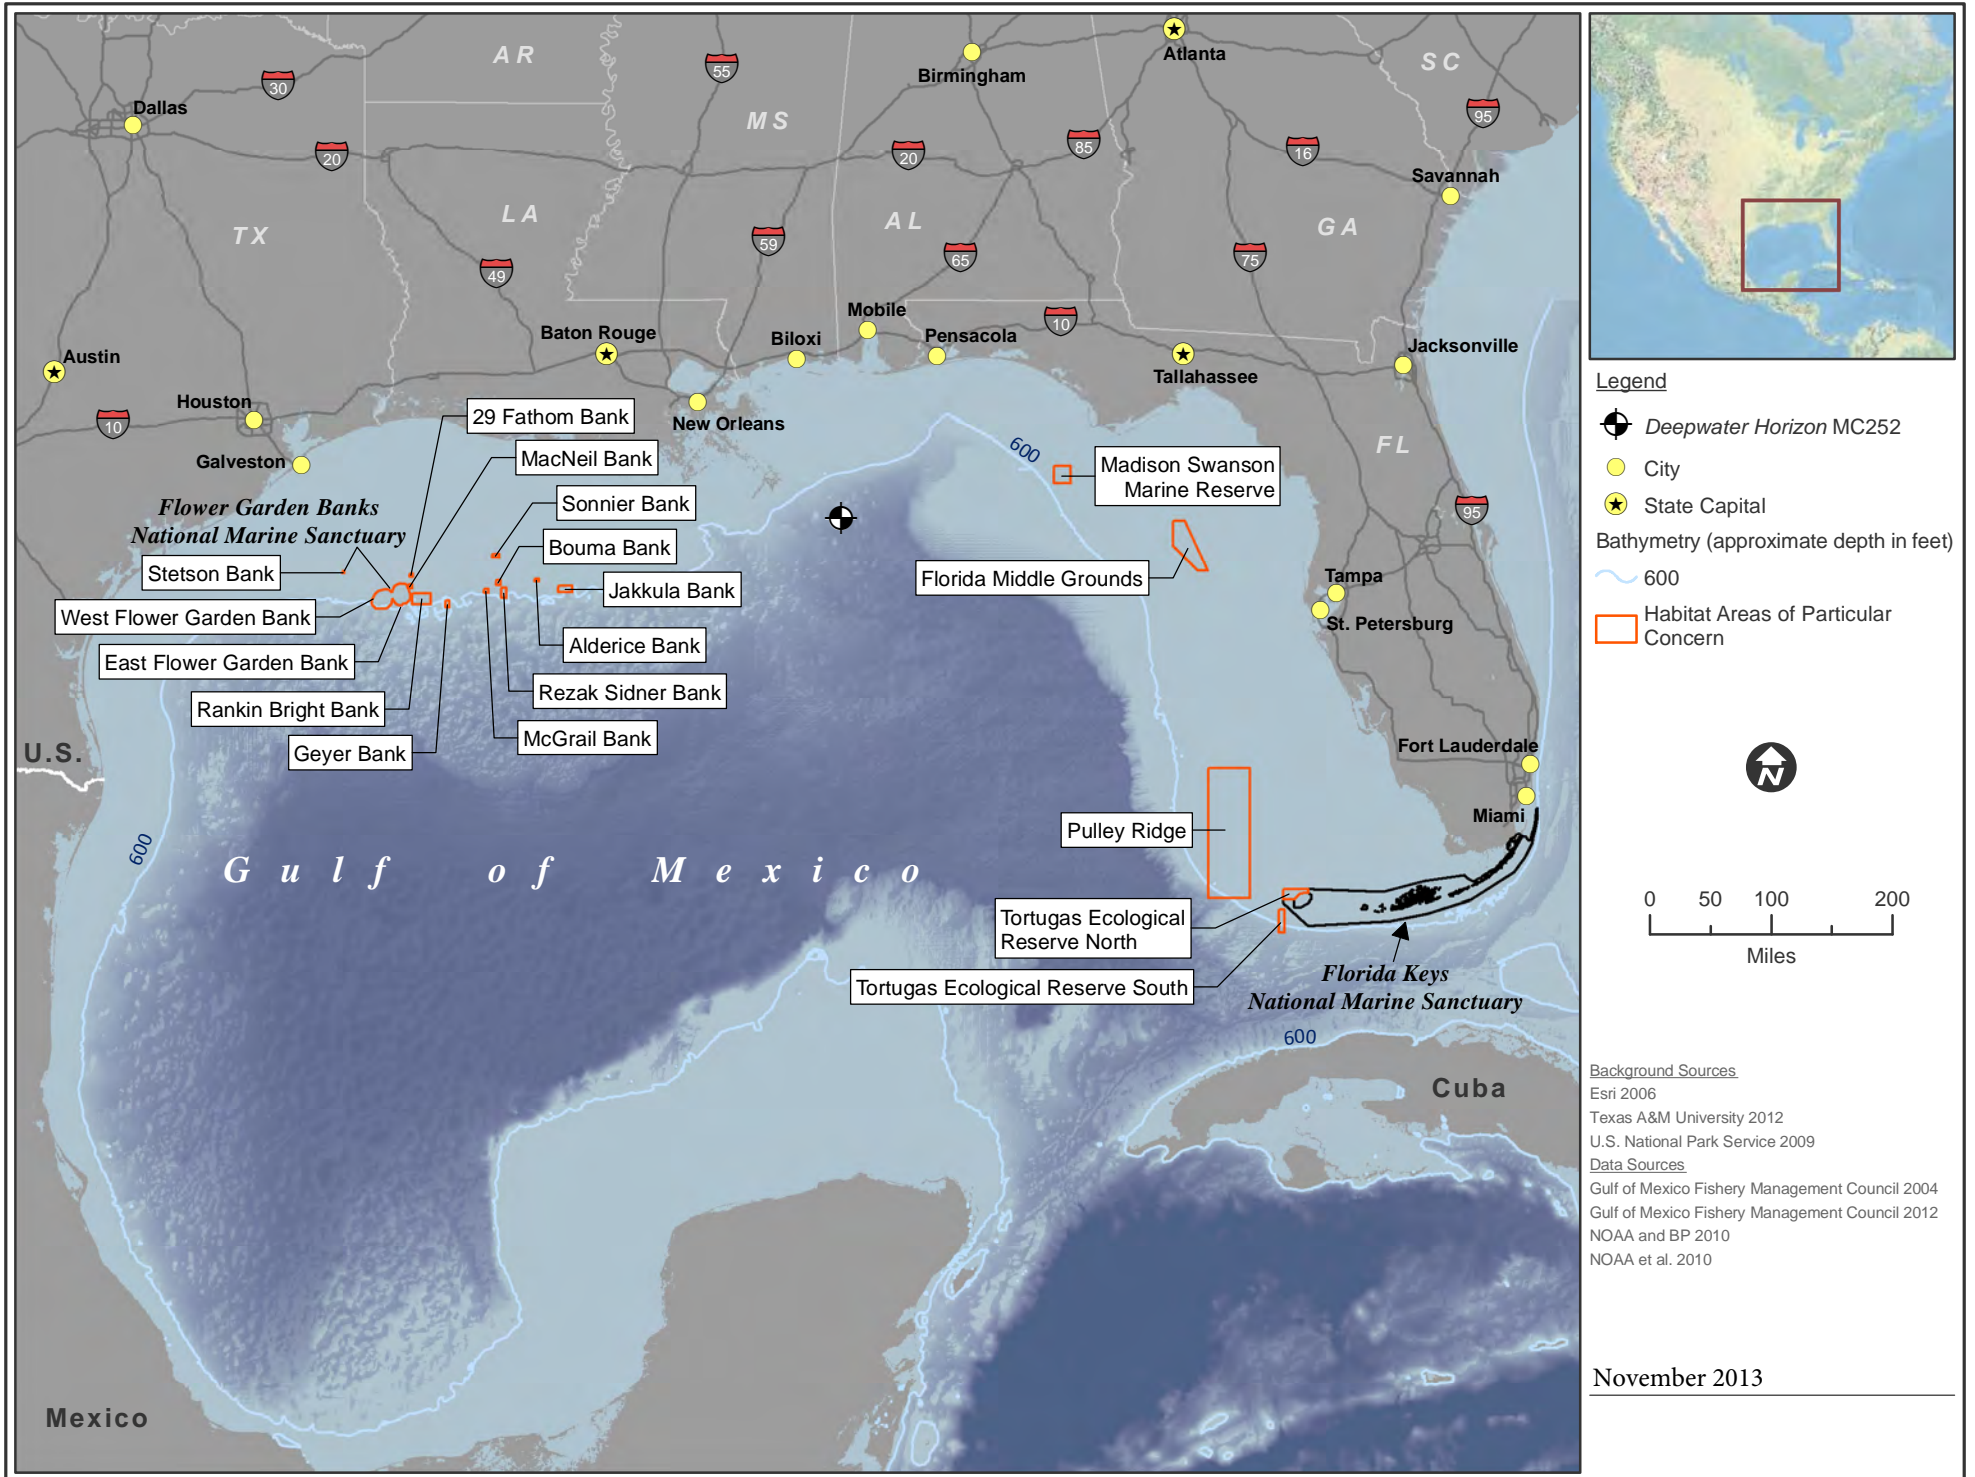 AR
SC
MS
LA
TX
AL
GA
FL
30
55
95
20
20
85
16
59
49
65
75
10
10
95
Dallas
Birmingham
Atlanta
Savannah
Austin
Houston
Galveston
Baton Rouge
New Orleans
Biloxi
Mobile
Pensacola
Tallahassee
Jacksonville
Tampa
St. Petersburg
Fort Lauderdale
Miami
29 Fathom Bank
MacNeil Bank
Sonnier Bank
Bouma Bank
Jakkula Bank
Alderice Bank
Rezak Sidner Bank
McGrail Bank
Flower Garden Banks
National Marine Sanctuary
Stetson Bank
West Flower Garden Bank
East Flower Garden Bank
Rankin Bright Bank
Geyer Bank
600
Madison Swanson
Marine Reserve
Florida Middle Grounds
Pulley Ridge
Tortugas Ecological
Reserve North
Tortugas Ecological Reserve South
Florida Keys
National Marine Sanctuary
600
600
U.S.
Gulf of Mexico
Cuba
Mexico
Legend
Deepwater Horizon MC252
City
State Capital
Bathymetry (approximate depth in feet)
600
Habitat Areas of Particular
Concern
N
0 50 100 200
Miles
Background Sources
Esri 2006
Texas A&M University 2012
U.S. National Park Service 2009
Data Sources
Gulf of Mexico Fishery Management Council 2004
Gulf of Mexico Fishery Management Council 2012
NOAA and BP 2010
NOAA et al. 2010
November 2013